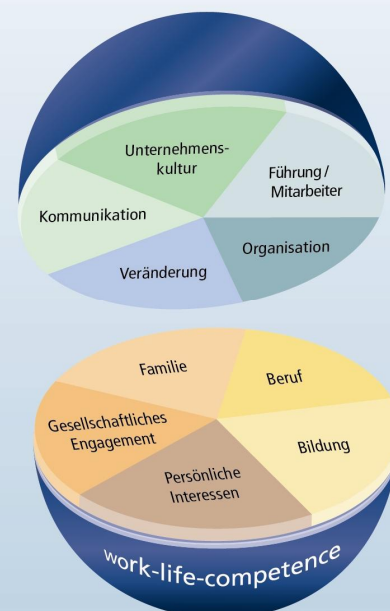 Unternehmens-
kultur
Führung /
Mitarbeiter
Kommunikation
Organisation
Veränderung
Familie
Beruf
Gesellschaftliches
Engagement
Bildung
Persönliche
Interessen
work-life-competence